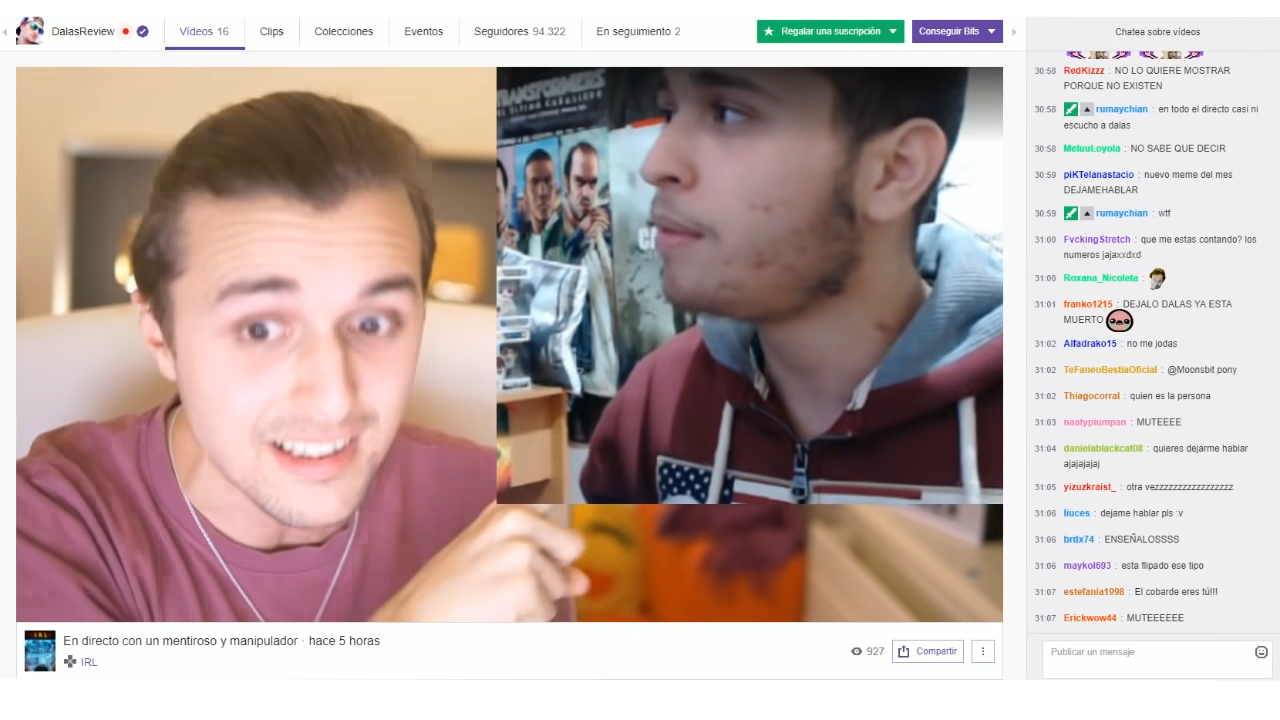 DalasReview
Vídeos 16
Clips
Colecciones
Eventos
Seguidores 94.322
En seguimiento 2
Regalar una suscripción
Conseguir Bits
Chatea sobre vídeos
TRANSFORMERS
EL ÚLTIMO CABALLERO
30:58 RedKizzz : NO LO QUIERE MOSTRAR
PORQUE NO EXISTEN
30:58 rumaychian : en todo el directo casi ni
escucho a dalas
30:58 MeluuLoyola : NO SABE QUE DECIR
30:59 piKTelanastacio : nuevo meme del mes
DEJAMEHABLAR
30:59 rumaychian : wtf
31:00 FvckingStretch : que me estas contando? los
numeros jajaxxdxd
31:00 Roxana_Nicoleta :
31:01 franko1215 : DEJALO DALAS YA ESTA
MUERTO
31:02 Alfadrako15 : no me jodas
31:02 TeFaneoBestiaOficial : @Moonsbit pony
31:02 Thiagocorral : quien es la persona
31:03 naatypiumpan : MUTEEEE
31:04 danielablackcat08 : quieres dejarme hablar
ajajajajaj
31:05 yizuzkraist_ : otra vezzzzzzzzzzzzzzzzzz
31:06 liuces : dejame hablar pls :v
31:06 brdx74 : ENSEÑALOSSSS
31:06 maykol693 : esta flipado ese tipo
31:07 estefania1998 : El cobarde eres tú!!!
31:07 Erickwow44 : MUTEEEEEE
Publicar un mensaje
En directo con un mentiroso y manipulador · hace 5 horas
IRL
927
Compartir